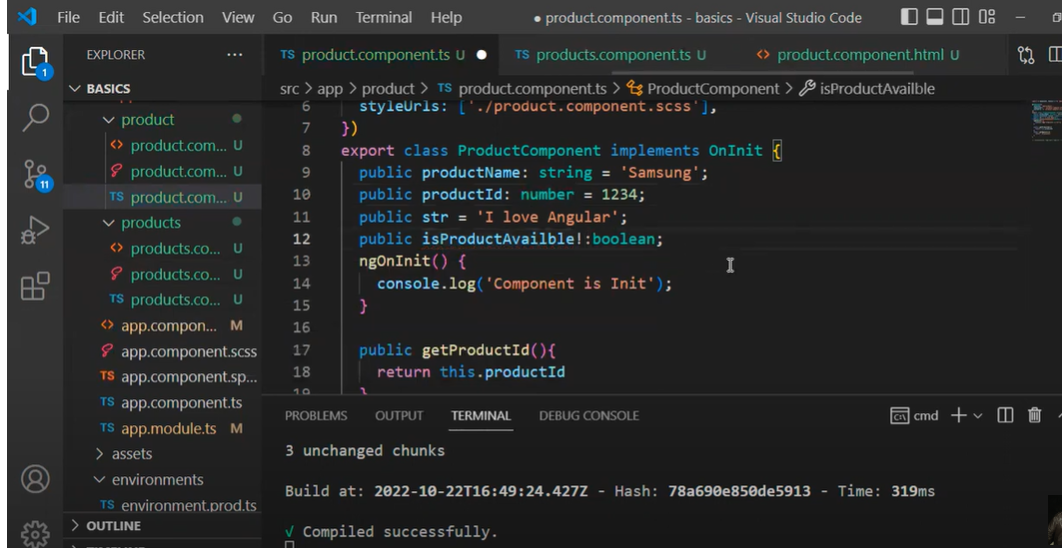 File Edit Selection View Go Run Terminal Help ● product.component.ts - basics - Visual Studio Code
EXPLORER ···
TS product.component.ts U ● TS products.component.ts U <> product.component.html U
1
BASICS
src > app > product > TS product.component.ts > ProductComponent > isProductAvailble
product
<> product.com... U
product.com... U
TS product.com... U
products
<> products.co... U
products.co... U
TS products.co... U
<> app.compon... M
app.component.scss
TS app.component.sp...
TS app.component.ts
TS app.module.ts M
assets
environments
TS environment.prod.ts
OUTLINE
11
6 styleUrls: ['./product.component.scss'],
7 })
8 export class ProductComponent implements OnInit {
9 public productName: string = 'Samsung';
10 public productId: number = 1234;
11 public str = 'I love Angular';
12 public isProductAvailble!:boolean;
13 ngOnInit() {
14 console.log('Component is Init');
15 }
16
17 public getProductId(){
18 return this.productId
19 }
PROBLEMS OUTPUT TERMINAL DEBUG CONSOLE cmd
3 unchanged chunks
Build at: 2022-10-22T16:49:24.427Z - Hash: 78a690e850de5913 - Time: 319ms
√ Compiled successfully.